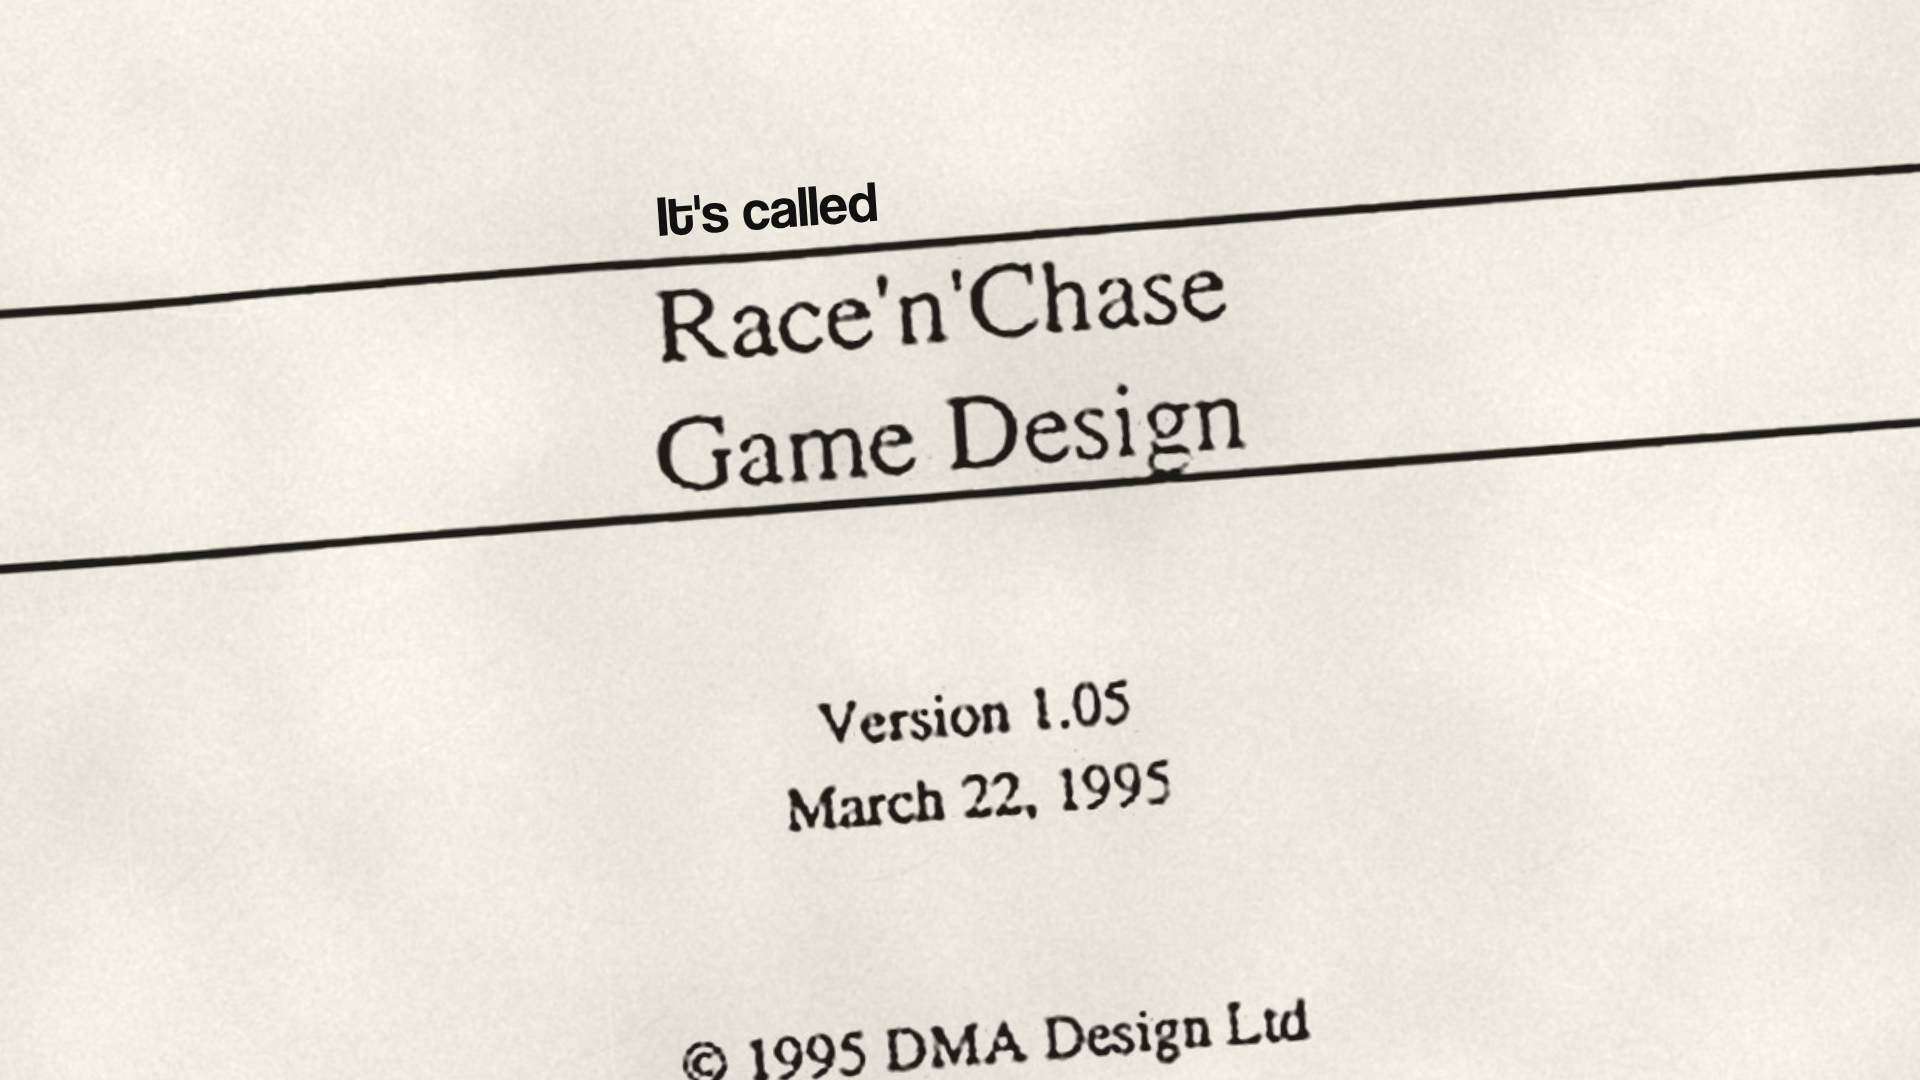 It's called
Race'n'Chase
Game Design
Version 1.05
March 22, 1995
© 1995 DMA Design Ltd